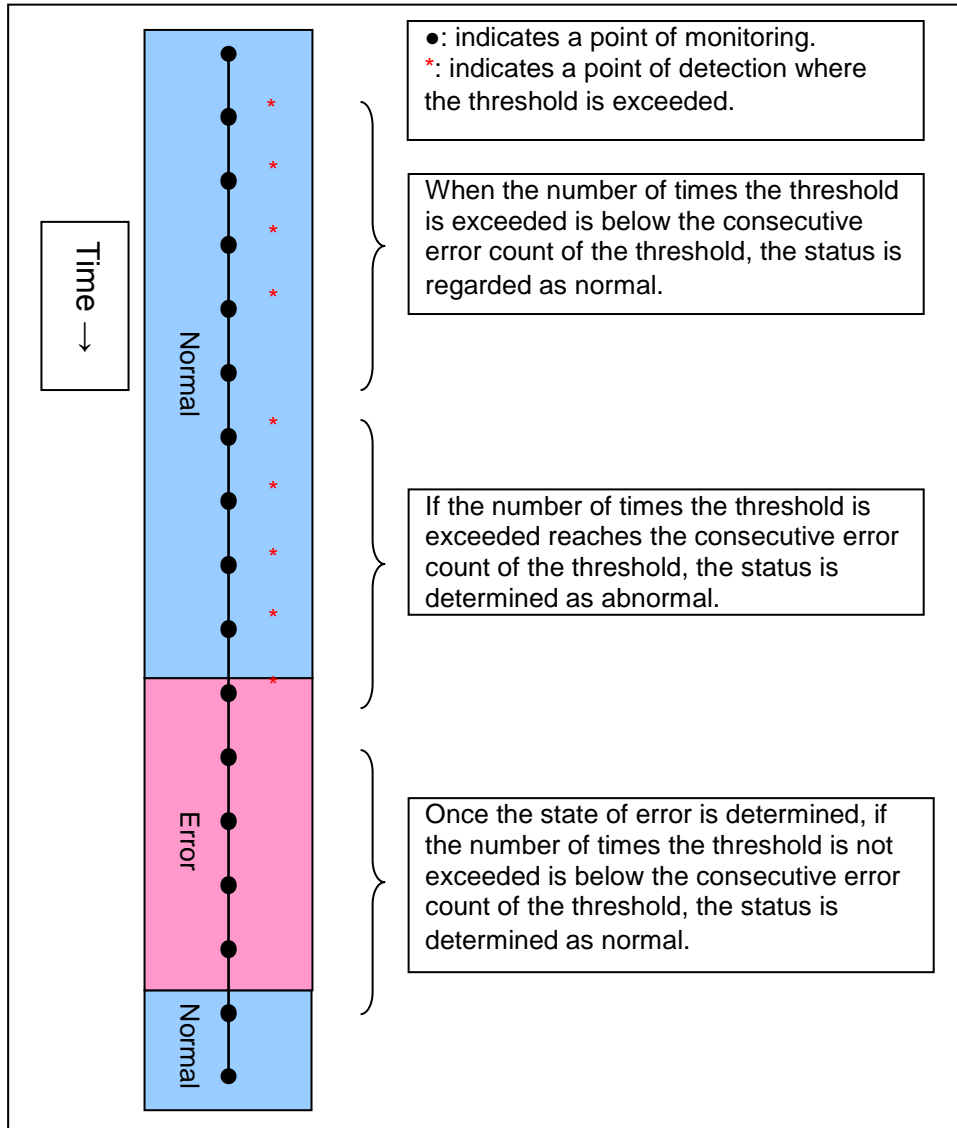 ●: indicates a point of monitoring.
*: indicates a point of detection where
the threshold is exceeded.
*
*
When the number of times the threshold
is exceeded is below the consecutive
error count of the threshold, the status is
regarded as normal.
*
*
Time →
Normal
*
*
If the number of times the threshold is
exceeded reaches the consecutive error
count of the threshold, the status is
determined as abnormal.
*
*
*
Error
Once the state of error is determined, if
the number of times the threshold is not
exceeded is below the consecutive error
count of the threshold, the status is
determined as normal.
Normal